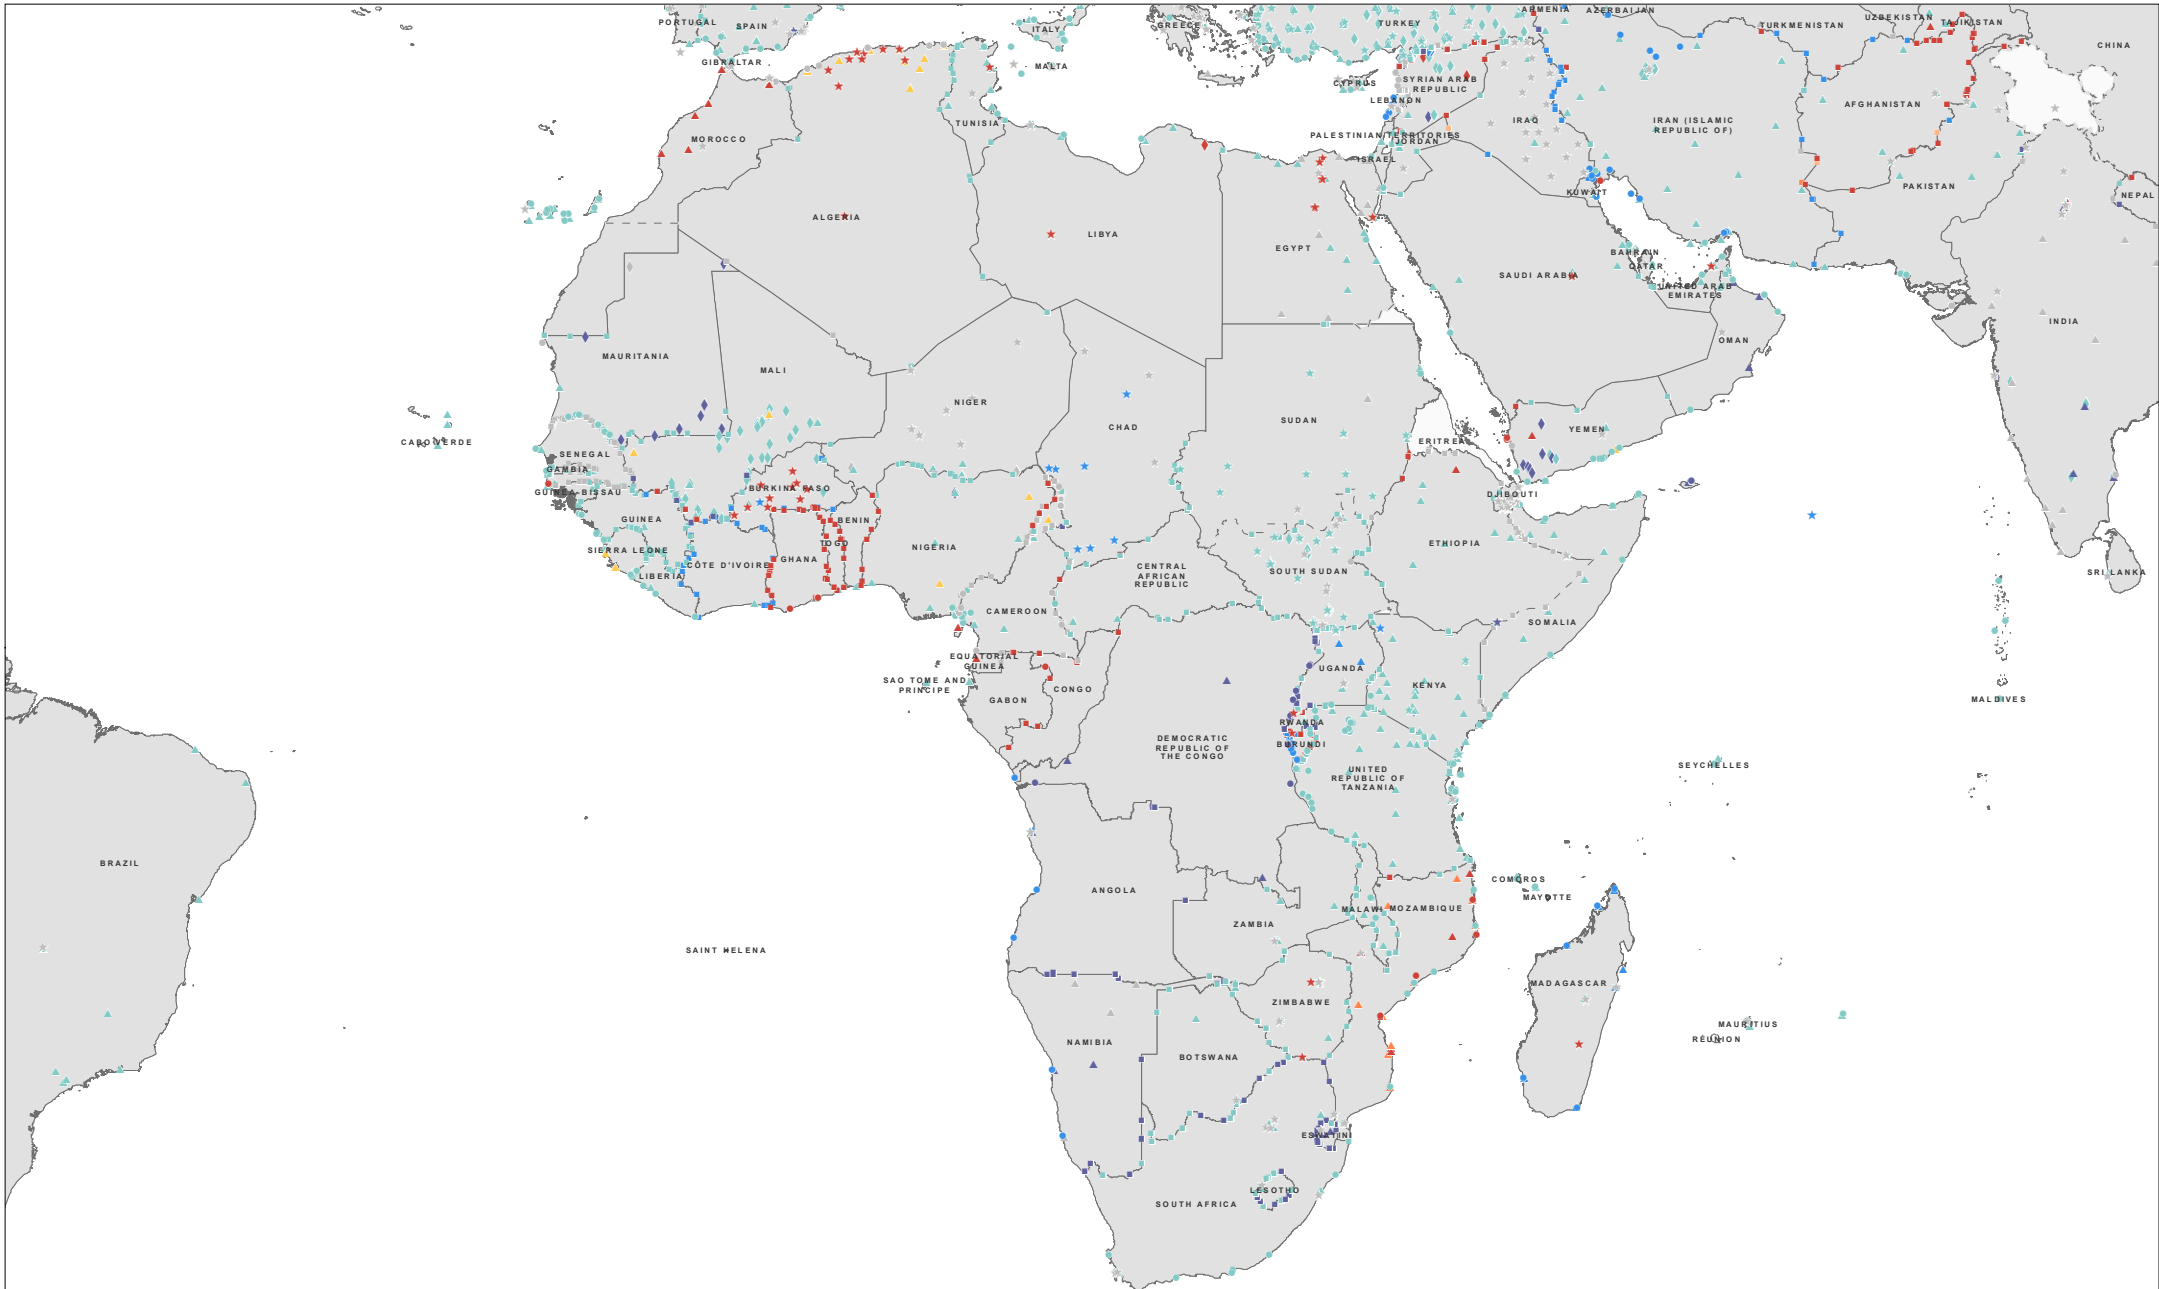 PORTUGAL
SPAIN
GIBRALTAR
ITALY
MALTA
GREECE
TURKEY
ARMENIA
AZERBAIJAN
TURKMENISTAN
UZBEKISTAN
TAJIKISTAN
CHINA
CYPRUS
SYRIAN ARAB
REPUBLIC
LEBANON
PALESTINIAN TERRITORIES
JORDAN
ISRAEL
IRAQ
IRAN (ISLAMIC
REPUBLIC OF)
AFGHANISTAN
PAKISTAN
NEPAL
KUWAIT
MOROCCO
TUNISIA
ALGERIA
LIBYA
EGYPT
SAUDI ARABIA
BAHRAIN
QATAR
UNITED ARAB
EMIRATES
OMAN
INDIA
MAURITANIA
MALI
NIGER
CHAD
SUDAN
ERITREA
YEMEN
CABO VERDE
SENEGAL
GAMBIA
GUINEA-BISSAU
GUINEA
SIERRA LEONE
LIBERIA
CÔTE D'IVOIRE
BURKINA FASO
GHANA
TOGO
BENIN
NIGERIA
CAMEROON
CENTRAL
AFRICAN
REPUBLIC
SOUTH SUDAN
ETHIOPIA
DJIBOUTI
SOMALIA
SRI LANKA
MALDIVES
EQUATORIAL
GUINEA
SAO TOME AND
PRINCIPE
GABON
CONGO
DEMOCRATIC
REPUBLIC OF
THE CONGO
UGANDA
KENYA
RWANDA
BURUNDI
UNITED
REPUBLIC OF
TANZANIA
SEYCHELLES
BRAZIL
ANGOLA
ZAMBIA
MALAWI
MOZAMBIQUE
COMOROS
MAYOTTE
SAINT HELENA
ZIMBABWE
MADAGASCAR
MAURITIUS
RÉUNION
NAMIBIA
BOTSWANA
ESWATINI
LESOTHO
SOUTH AFRICA